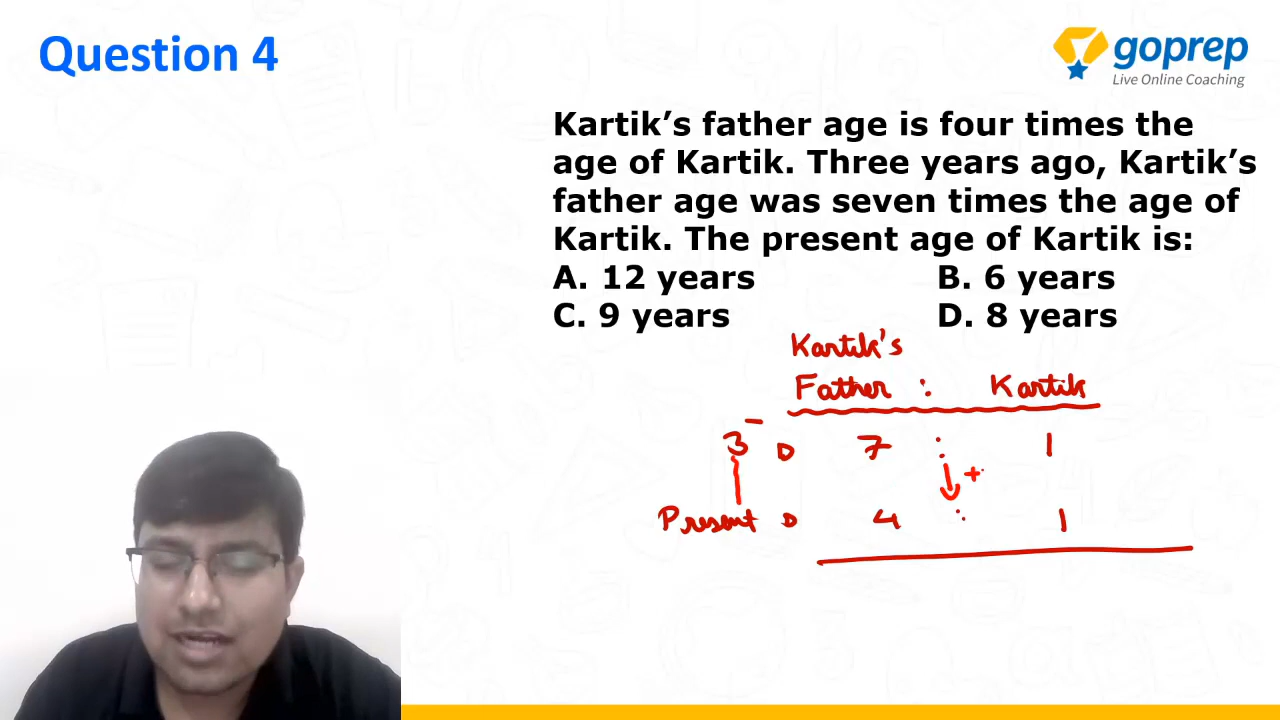 Question 4
goprep
Live Online Coaching
Kartik’s father age is four times the
age of Kartik. Three years ago, Kartik’s
father age was seven times the age of
Kartik. The present age of Kartik is:
A. 12 years B. 6 years
C. 9 years D. 8 years
Kartik's
Father : Kartik
3⁻ 7 : 1
+
Present 4 : 1